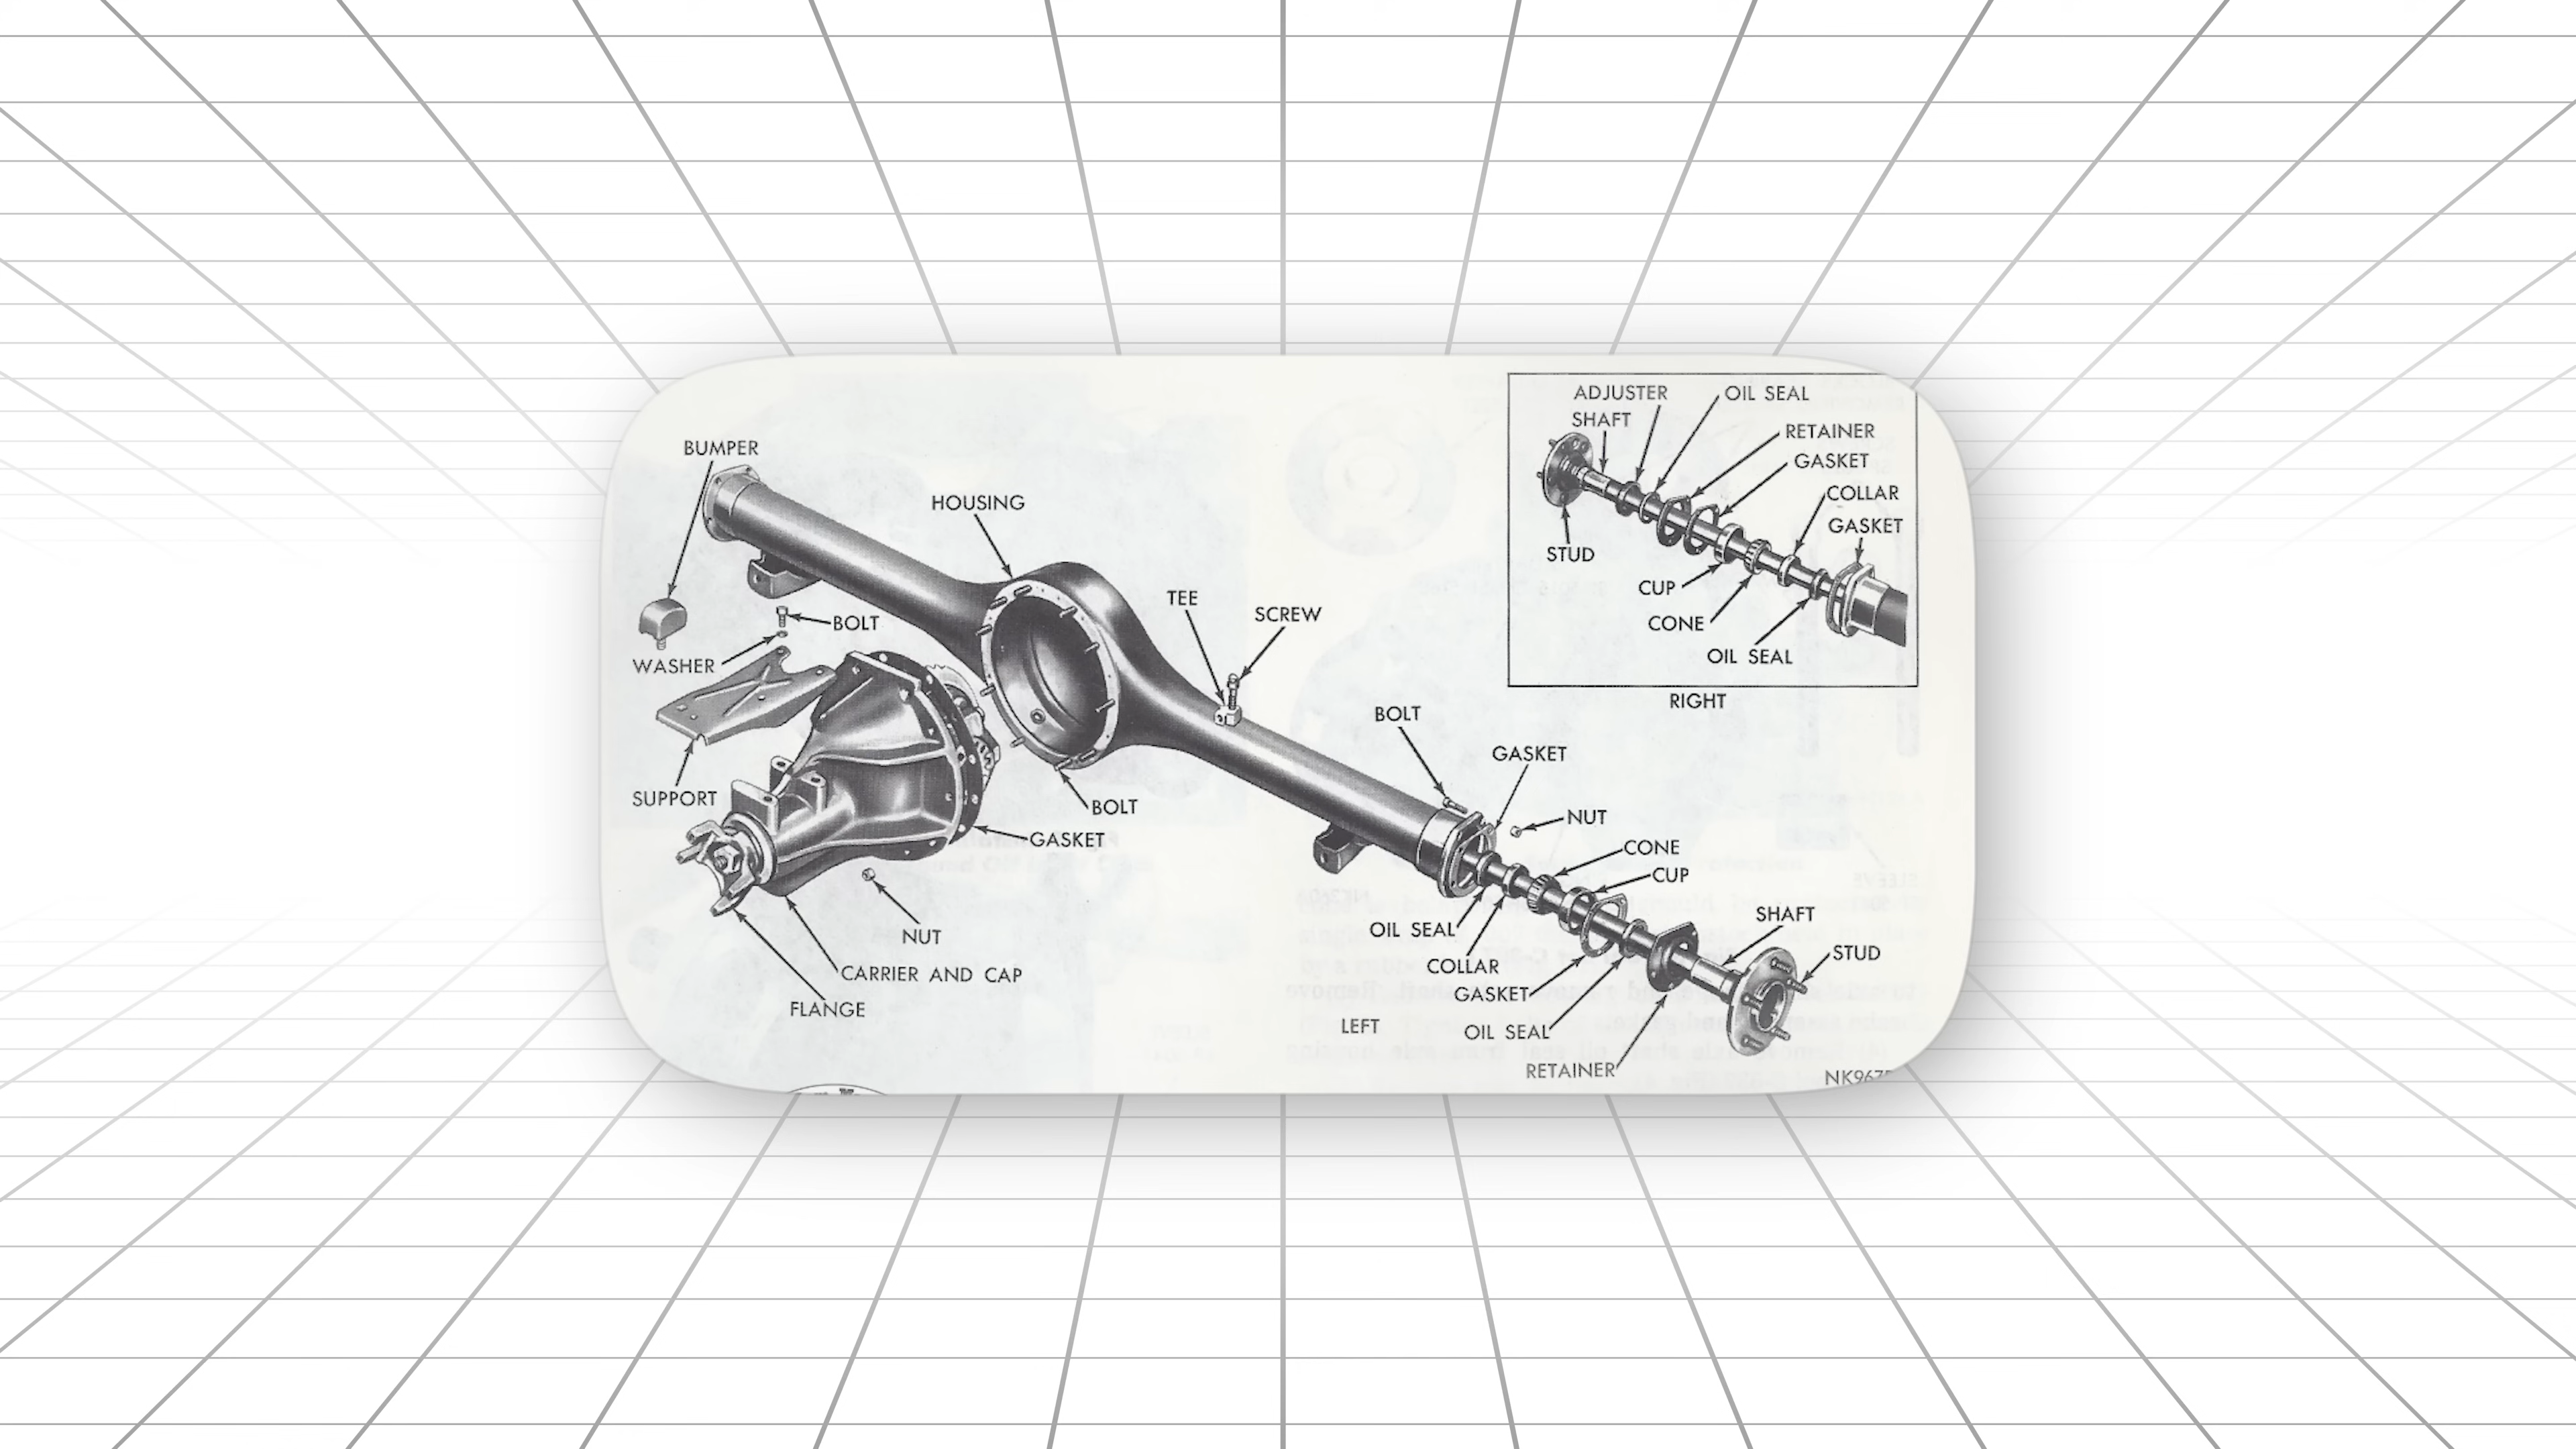 BUMPER
HOUSING
BOLT
WASHER
SUPPORT
TEE
SCREW
BOLT
GASKET
NUT
CARRIER AND CAP
FLANGE
ADJUSTER
OIL SEAL
SHAFT
RETAINER
GASKET
COLLAR
GASKET
STUD
CUP
CONE
OIL SEAL
RIGHT
BOLT
GASKET
NUT
CONE
CUP
OIL SEAL
COLLAR
GASKET
SHAFT
STUD
LEFT
OIL SEAL
RETAINER